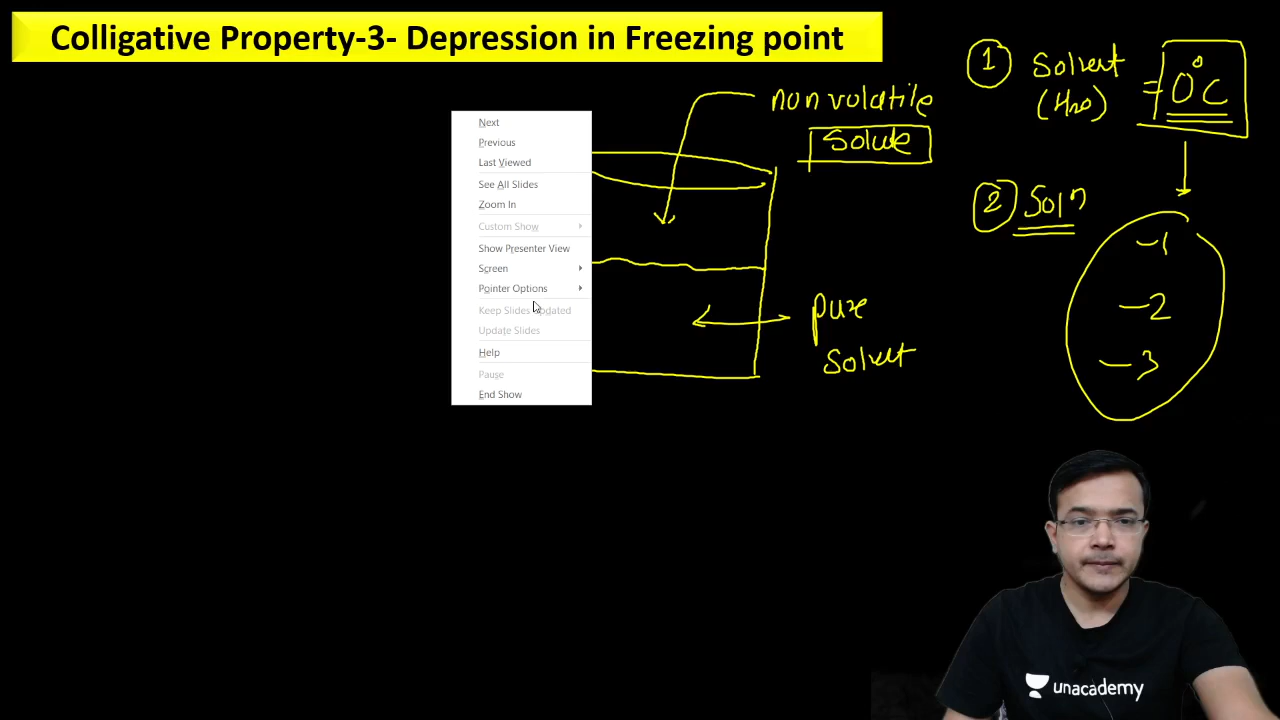 Colligative Property-3- Depression in Freezing point
1 Solvent = 0°C
(H2O)
non volatile
Solute
2 Soln
-1
-2
-3
pure
Solvent
Next
Previous
Last Viewed
See All Slides
Zoom In
Custom Show
Show Presenter View
Screen
Pointer Options
Keep Slides Updated
Update Slides
Help
Pause
End Show
unacademy